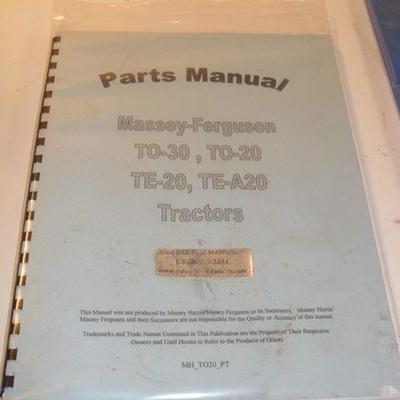 Parts Manual
Massey-Ferguson
TO-30 , TO-20
TE-20, TE-A20
Tractors
This Manual was not produced by Massey Harris/Massey Ferguson or its Successors, Massey Harris/
Massey Ferguson and their Successors are not responsible for the Quality or Accuracy of this manual.
Trademarks and Trade Names Contained in This Publication are the Property of Their Respective
Owners and Used Herein to Refer to the Products of Others.
MH_TO20_PT